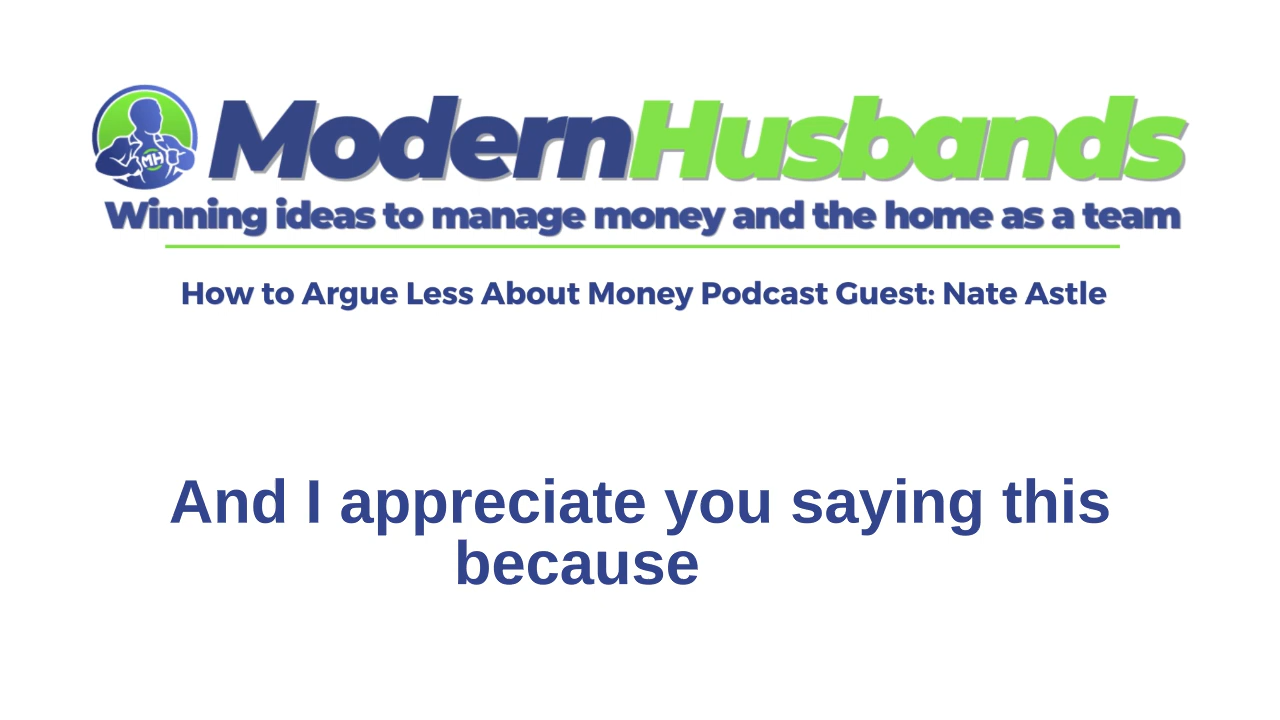 MH
ModernHusbands
Winning ideas to manage money and the home as a team
How to Argue Less About Money Podcast Guest: Nate Astle
And I appreciate you saying this
because